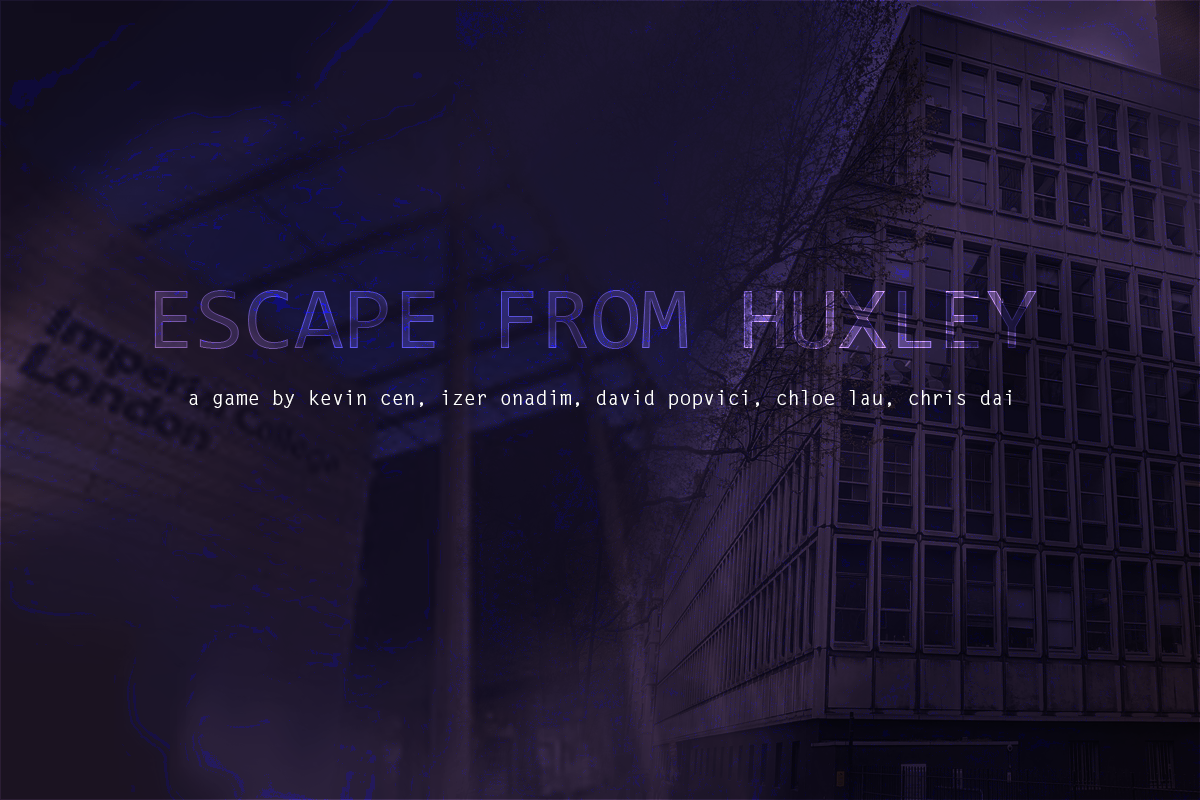 ESCAPE FROM HUXLEY
a game by kevin cen, izer onadim, david popvici, chloe lau, chris dai
Imperial College
London